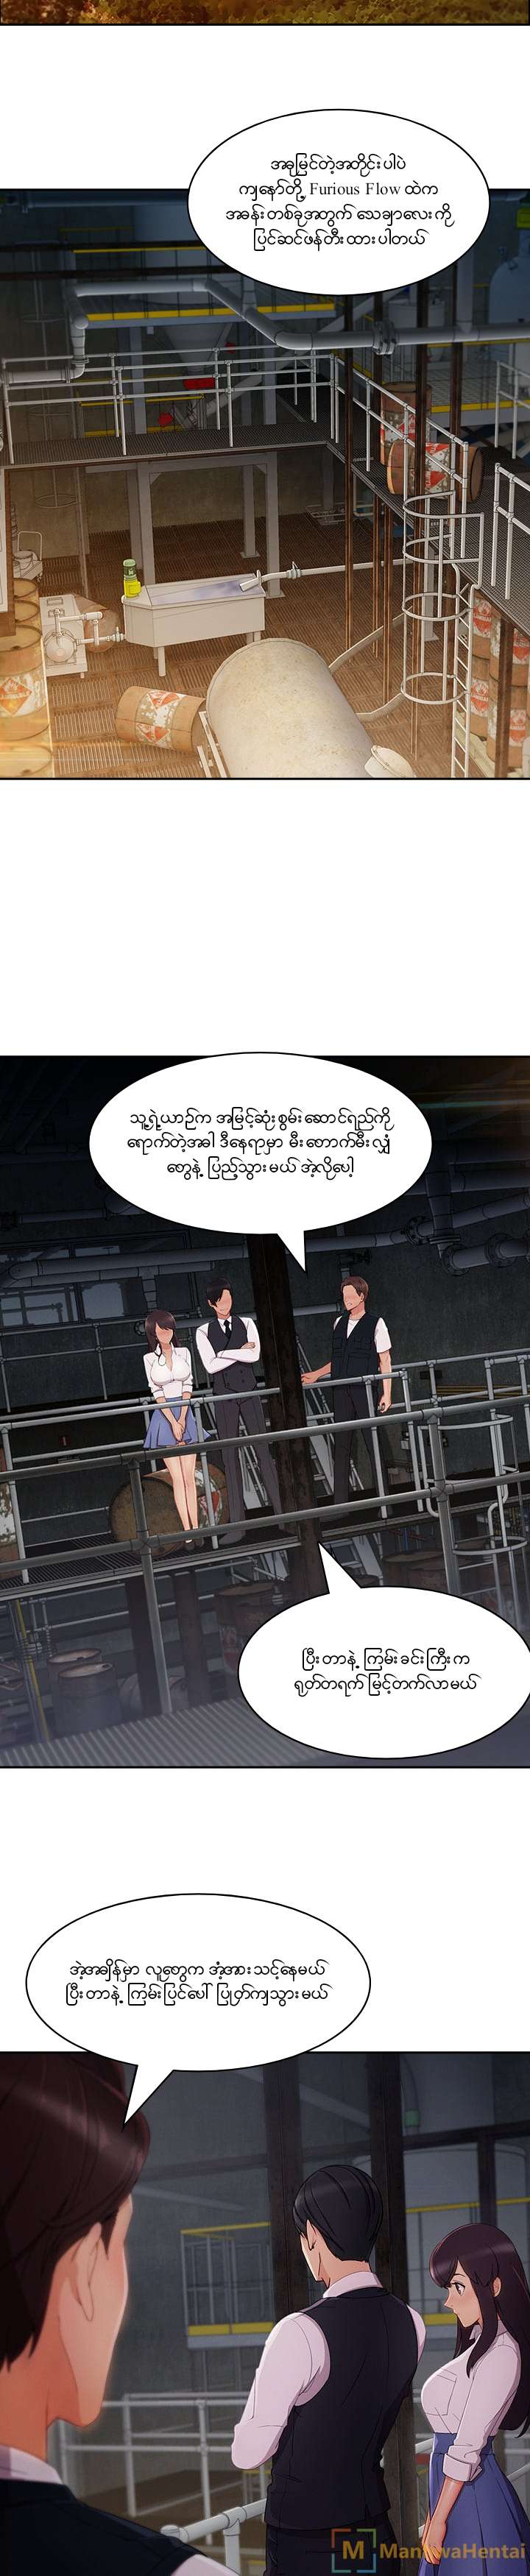 အခုမြင်တဲ့အတိုင်းပါပဲ
ကျနော်တို့ Furious Flow ထဲက
အခန်းတစ်ခုအတွက် သေချာလေးကို
ပြင်ဆင်ဖန်တီးထားပါတယ်
သူ့ရဲ့ယာဉ်က အမြင့်ဆုံးစွမ်းဆောင်ရည်ကို
ရောက်တဲ့အခါ ဒီနေရာမှာ မီးတောက်မီးလျှံ
တွေနဲ့ ပြည့်သွားမယ် အဲ့လိုပေါ့
ပြီးတာနဲ့ ကြမ်းခင်းကြီးက
ရုတ်တရက်မြင့်တက်လာမယ်
အဲ့အချိန်မှာ လူတွေက အံ့အားသင့်နေမယ်
ပြီးတာနဲ့ ကြမ်းပြင်ပေါ် ပြုတ်ကျသွားမယ်
M ManhwaHentai